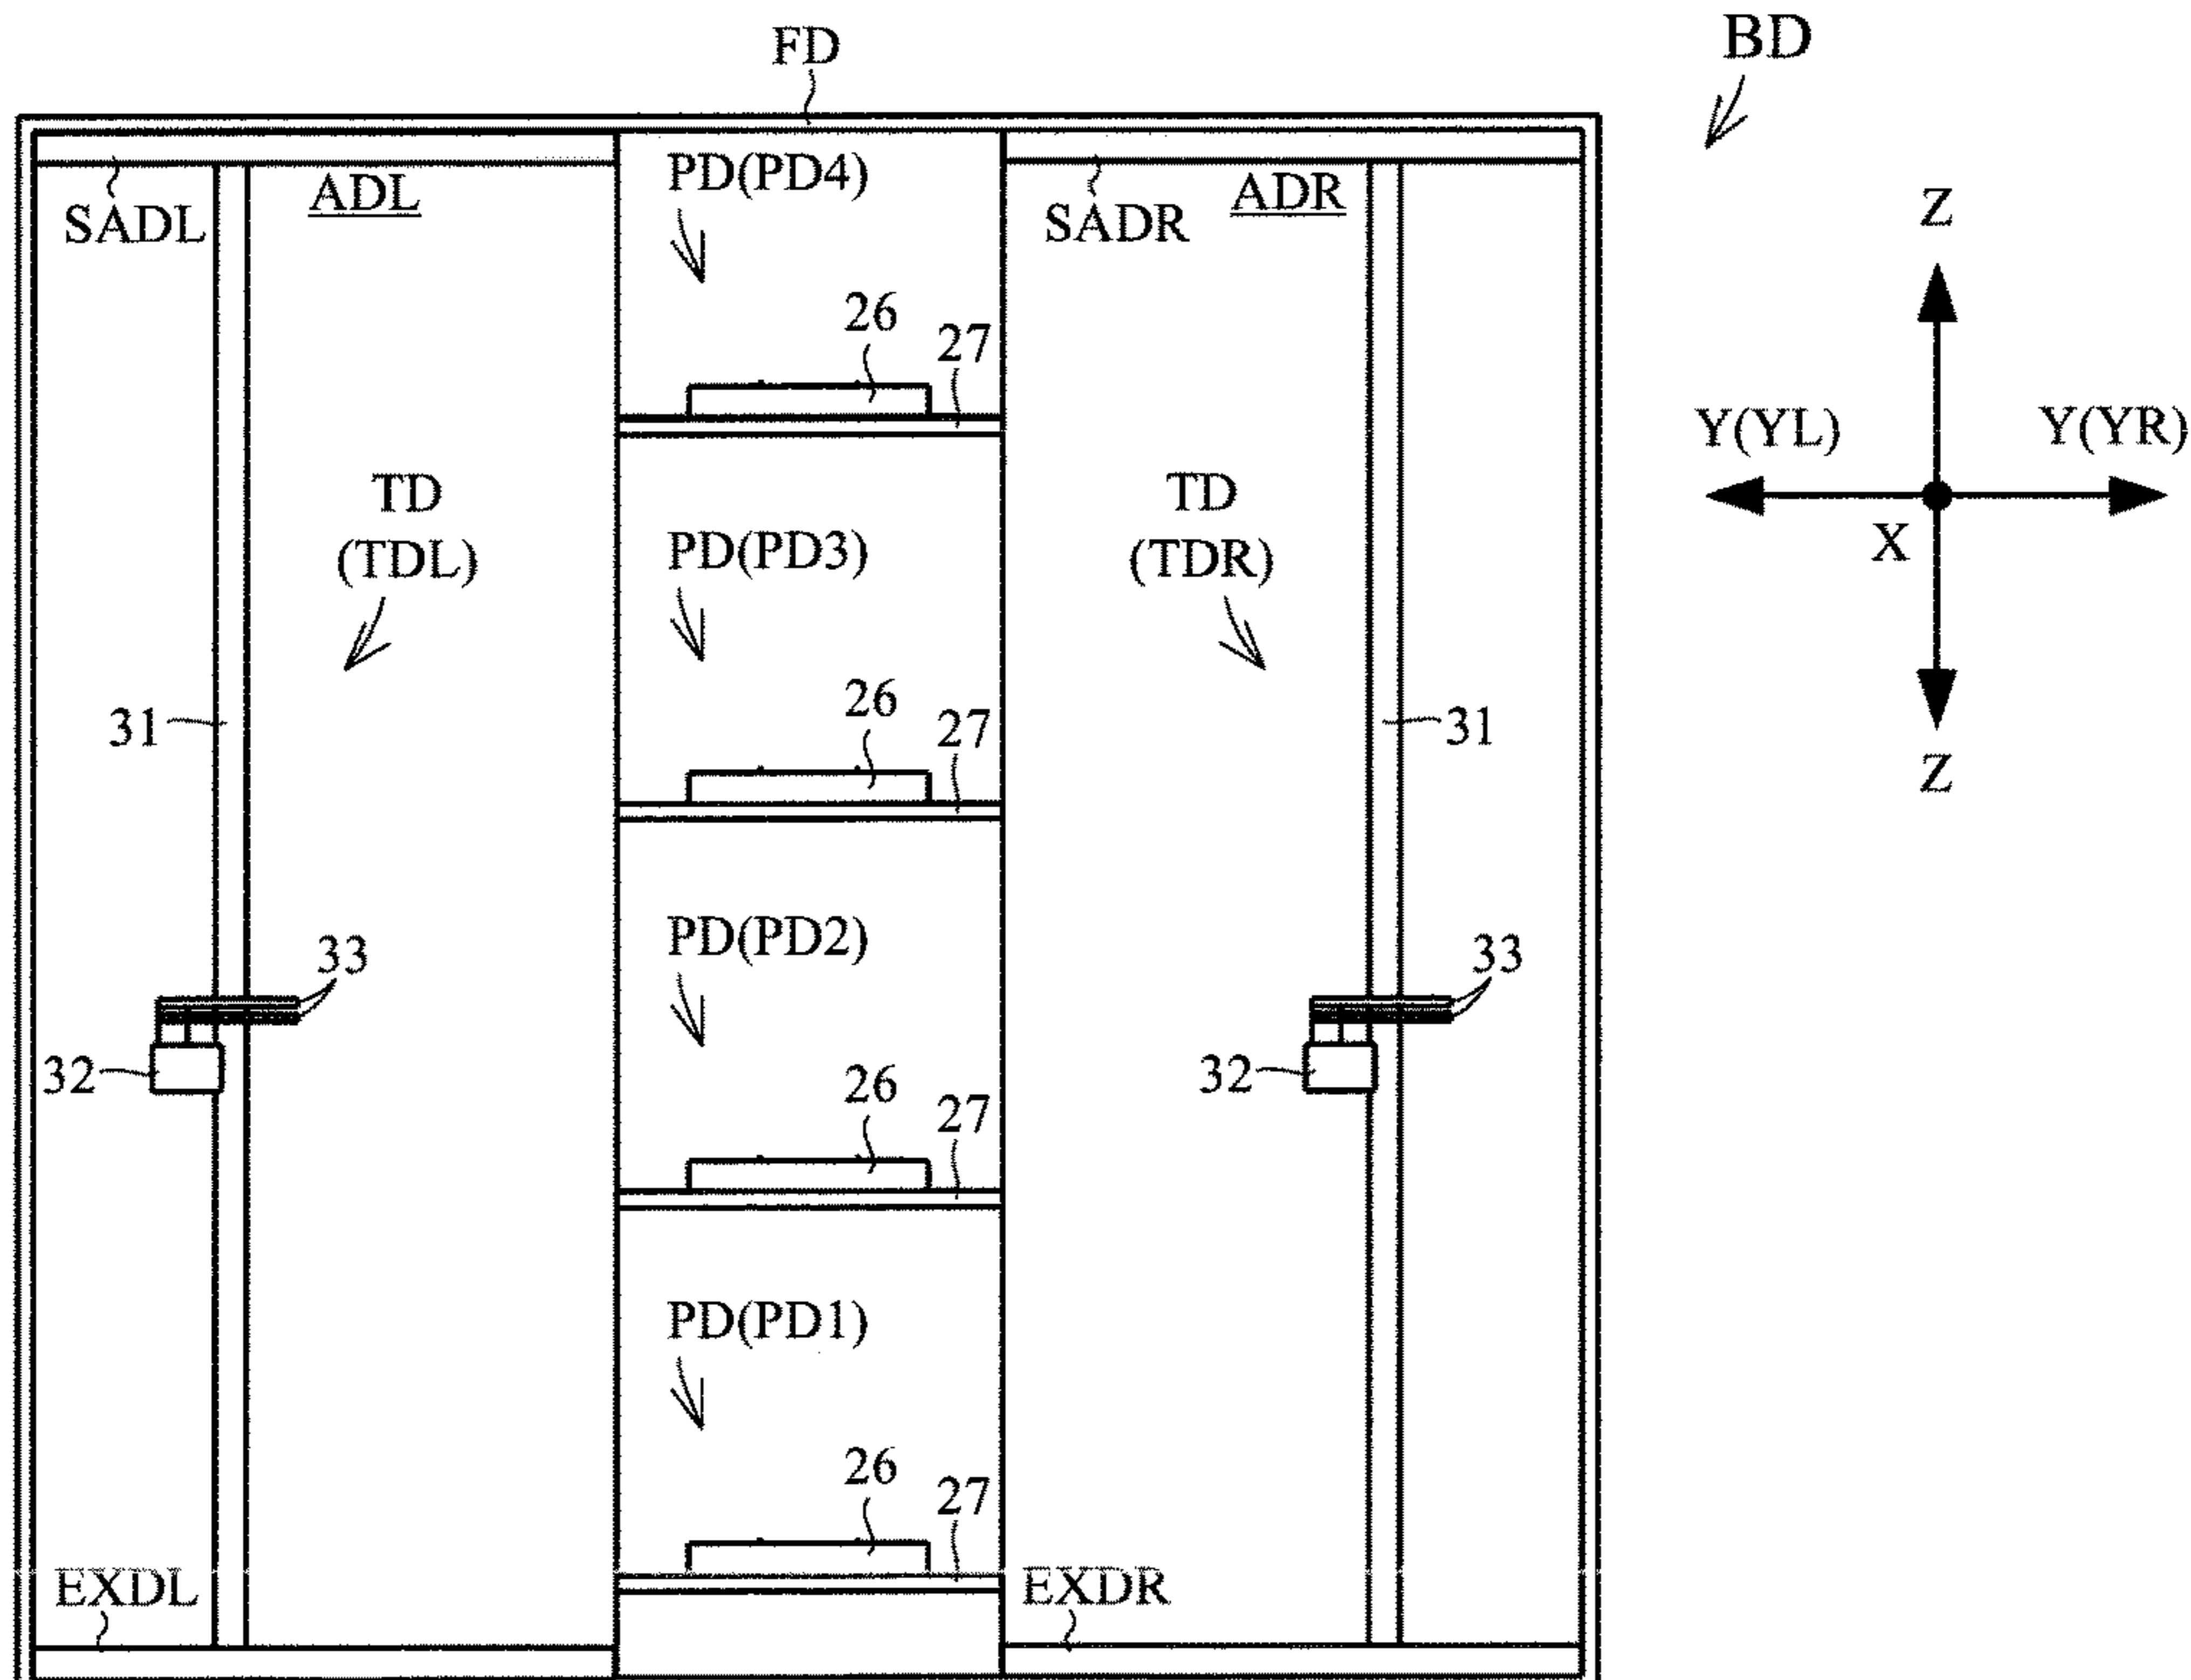 FD
BD
SADL
ADL
PD(PD4)
SADR
ADR
Z
26
27
Y(YL)
Y(YR)
X
Z
TD
(TDL)
PD(PD3)
TD
(TDR)
31
26
27
31
PD(PD2)
33
33
32
26
27
32
PD(PD1)
26
27
EXDL
EXDR